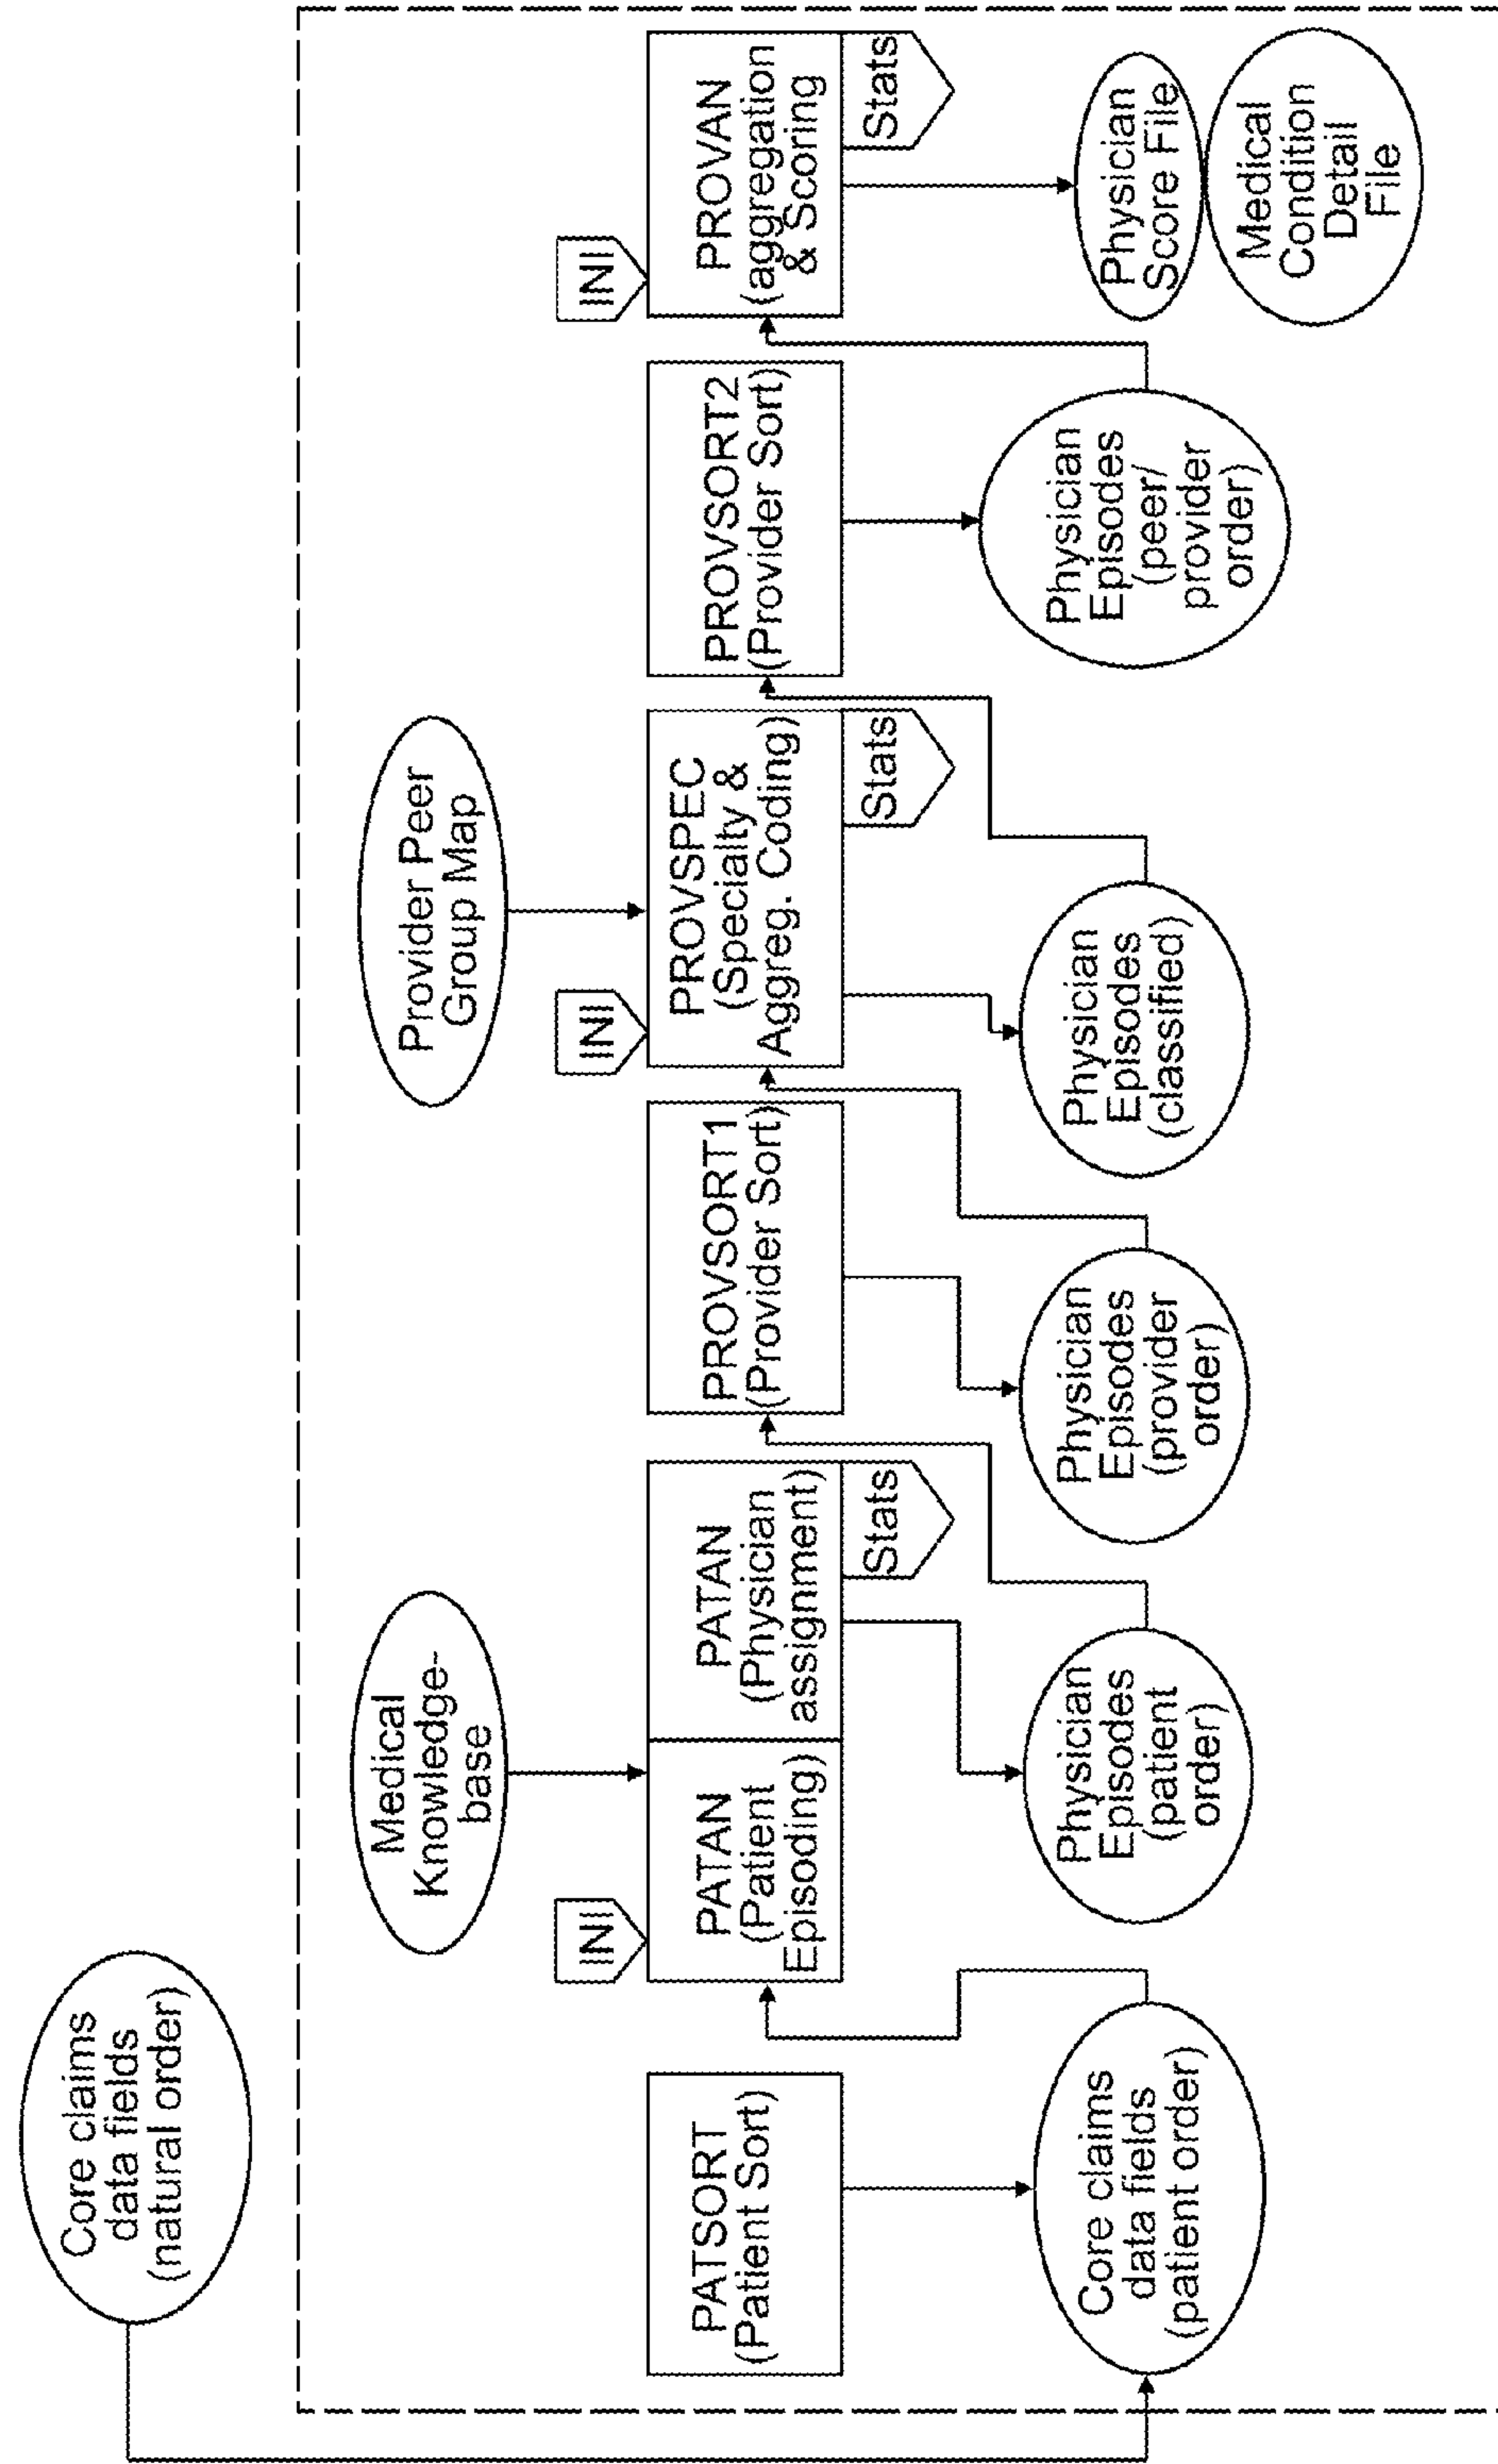 Core claims
data fields
(natural order)
Medical
Knowledge-
base
Provider Peer
Group Map
INI
INI
INI
PATSORT
(Patient Sort)
PATAN
(Patient
Episoding)
PATAN
(Physician
assignment)
PROVSORT1
(Provider Sort)
PROVSPEC
(Specialty &
Aggreg. Coding)
PROVSORT2
(Provider Sort)
PROVAN
(aggregation
& Scoring
Stats
Stats
Stats
Core claims
data fields
(patient order)
Physician
Episodes
(patient
order)
Physician
Episodes
(provider
order)
Physician
Episodes
(classified)
Physician
Episodes
(peer/
provider
order)
Physician
Score File
Medical
Condition
Detail
File